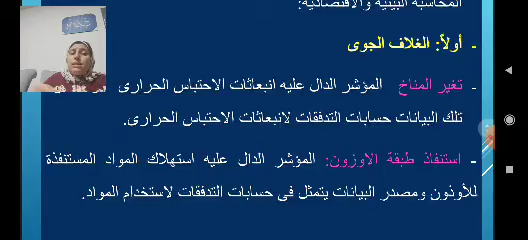 المحاسبة البيئية والاقتصادية:
- أولاً: الغلاف الجوى
- تغير المناخ المؤشر الدال عليه انبعاثات الاحتباس الحرارى
تلك البيانات حسابات التدفقات لانبعاثات الاحتباس الحرارى.
- استنفاذ طبقة الاوزون: المؤشر الدال عليه استهلاك المواد المستنفذة
للأوذون ومصدر البيانات يتمثل فى حسابات التدفقات لاستخدام المواد.